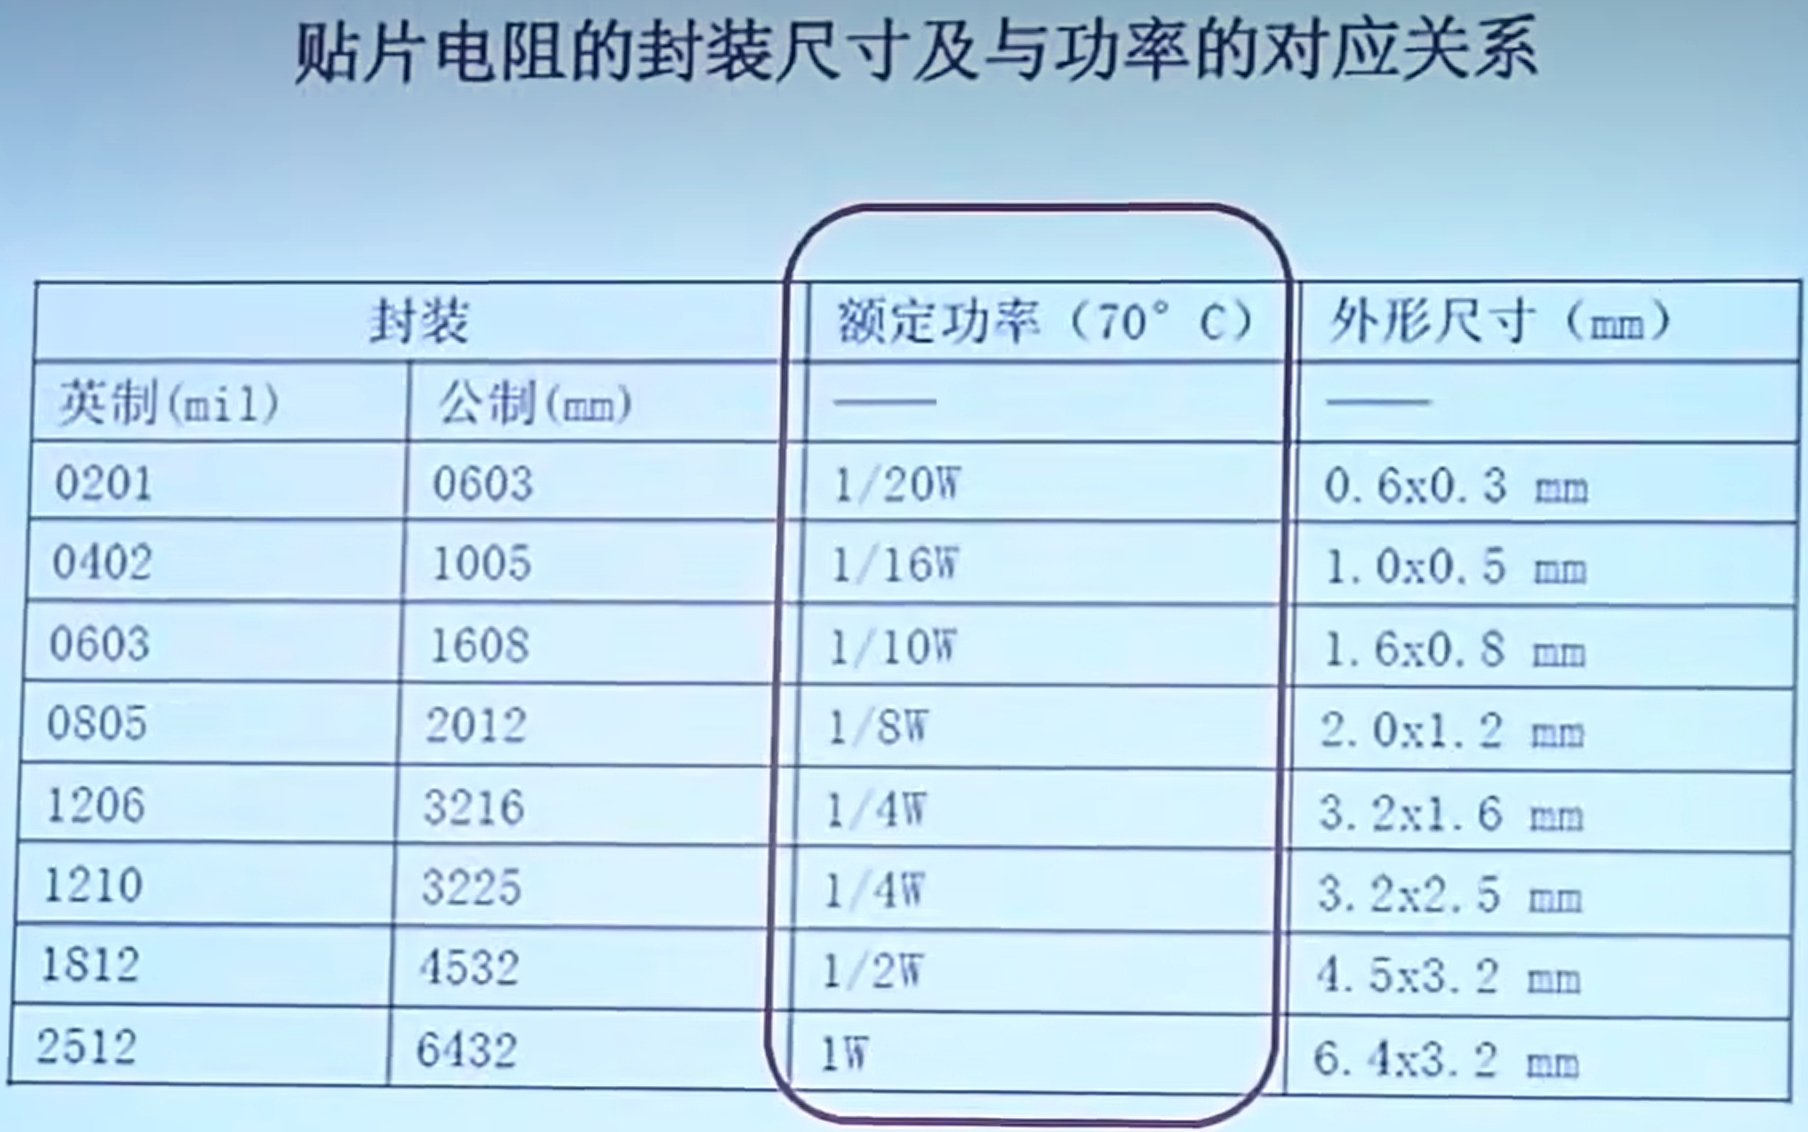 贴片电阻的封装尺寸及与功率的对应关系
封装 额定功率（70° C） 外形尺寸（mm）
英制(mil) 公制(mm) —— ——
0201 0603 1/20W 0.6x0.3 mm
0402 1005 1/16W 1.0x0.5 mm
0603 1608 1/10W 1.6x0.8 mm
0805 2012 1/8W 2.0x1.2 mm
1206 3216 1/4W 3.2x1.6 mm
1210 3225 1/4W 3.2x2.5 mm
1812 4532 1/2W 4.5x3.2 mm
2512 6432 1W 6.4x3.2 mm